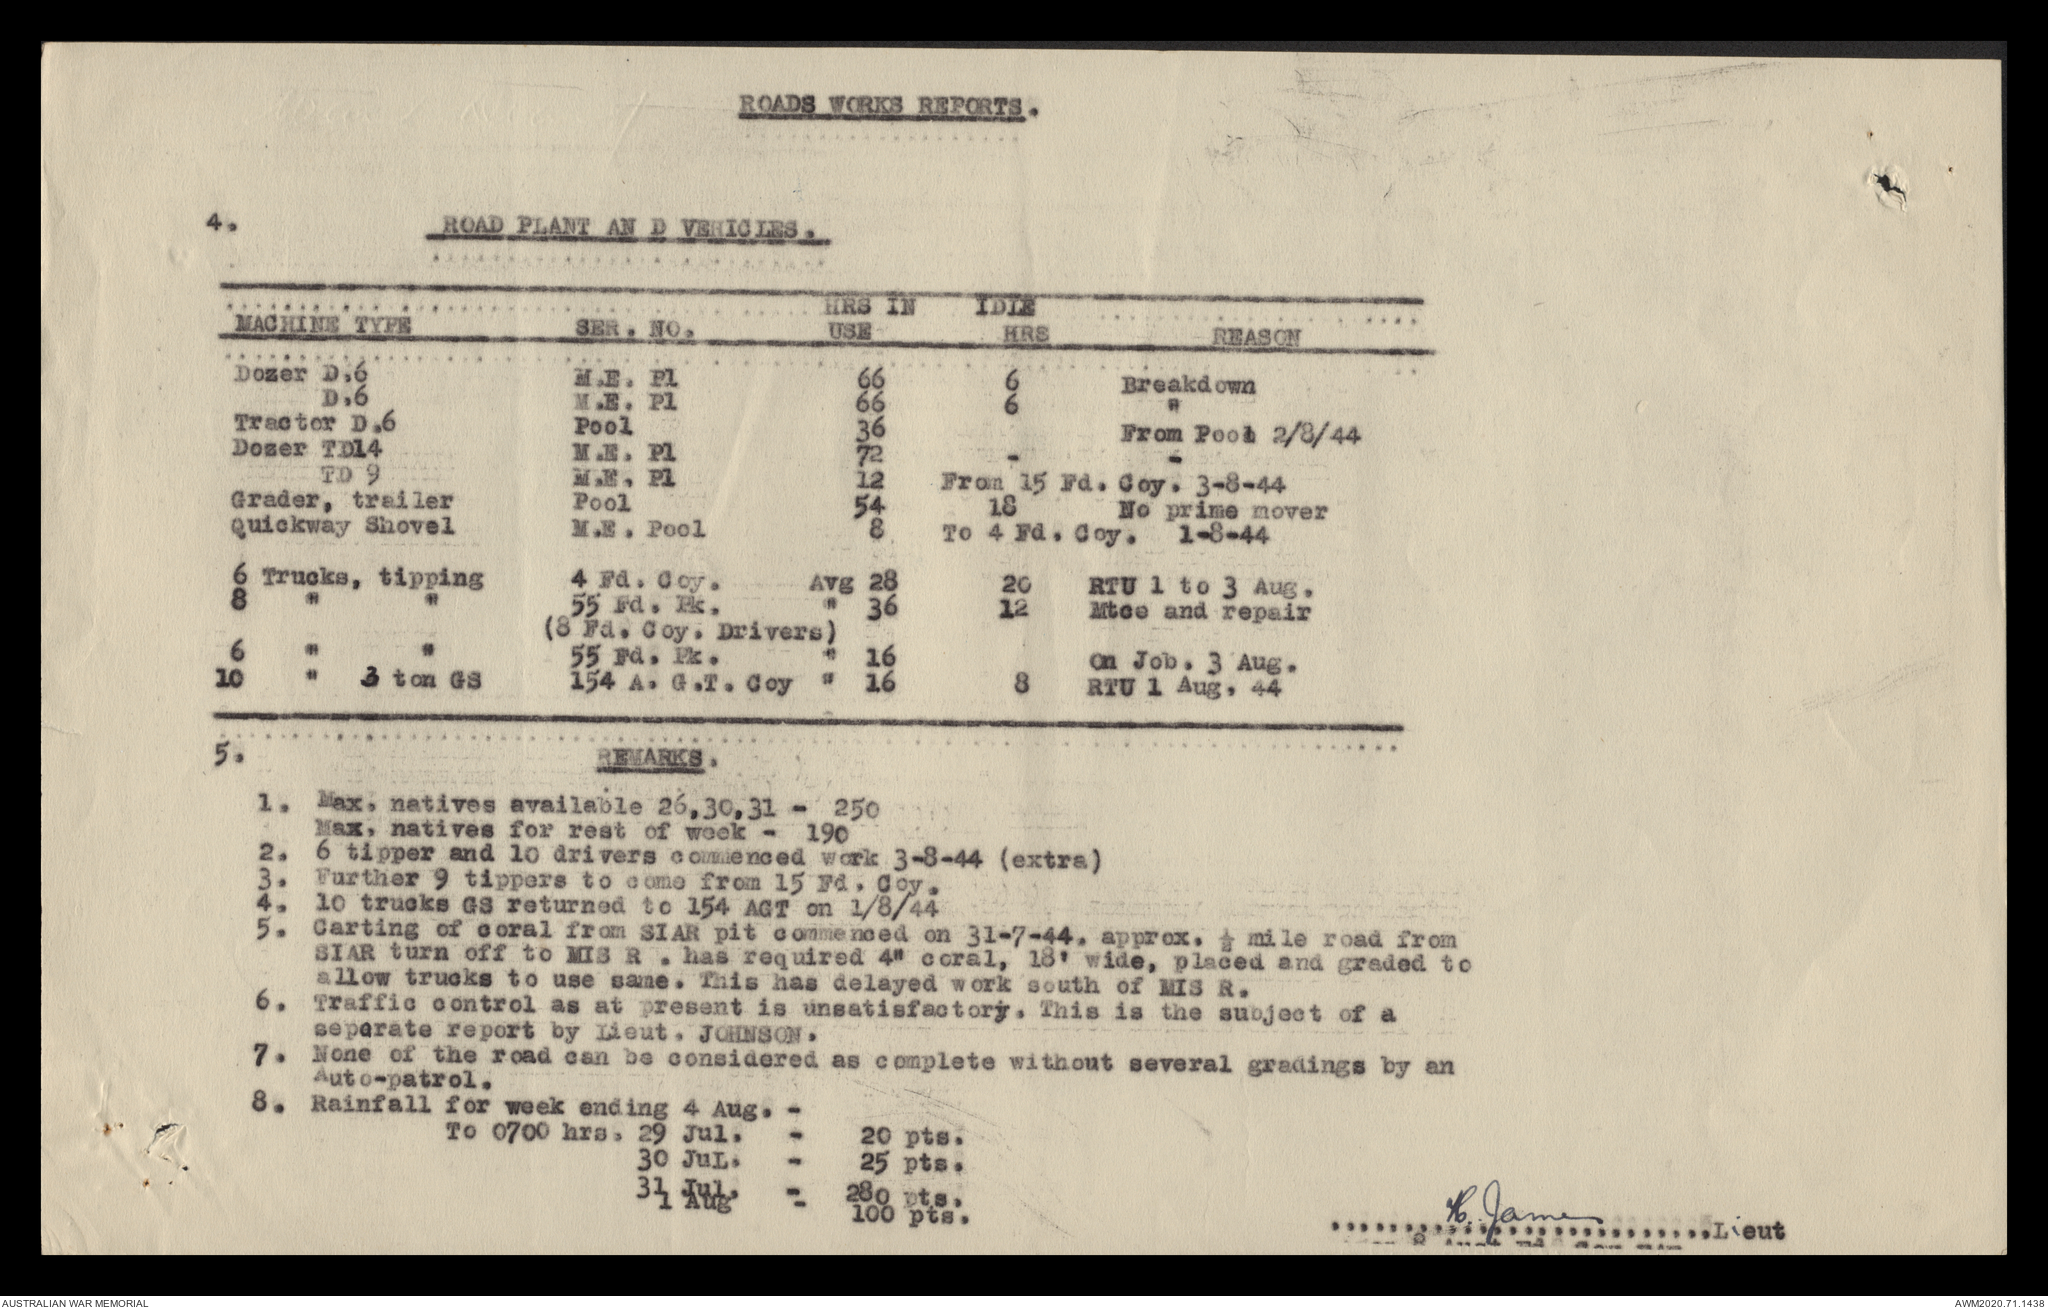 ROADS WORKS REPORTS.
4. ROAD PLANT AN D VEHICLES.
HRS IN IDLE
MACHINE TYPE SER. NO. USE HRS REASON
Dozer D.6 M.E. Pl 66 6 Breakdown
D.6 M.E. Pl 66 6 "
Tractor D.6 Pool 36 From Pool 2/8/44
Dozer TD14 M.E. Pl 72 - -
TD 9 M.E. Pl 12 From 15 Fd. Coy. 3-8-44
Grader, trailer Pool 54 18 No prime mover
Quickway Shovel M.E. Pool 8 To 4 Fd. Coy. 1-8-44
6 Trucks, tipping 4 Fd. Coy. Avg 28 20 RTU 1 to 3 Aug.
8 " " 55 Fd. Pk. " 36 12 Mtce and repair
(8 Fd. Coy. Drivers)
6 " " 55 Fd. Pk. " 16 On Job. 3 Aug.
10 " 3 ton GS 154 A. G.T. Coy " 16 8 RTU 1 Aug. 44
5. REMARKS.
1. Max. natives available 26,30,31 - 250
Max. natives for rest of week - 190
2. 6 tipper and 10 drivers commenced work 3-8-44 (extra)
3. Further 9 tippers to come from 15 Fd. Coy.
4. 10 trucks GS returned to 154 AGT on 1/8/44
5. Carting of coral from SIAR pit commenced on 31-7-44. approx. ½ mile road from
SIAR turn off to MIS R . has required 4" coral, 18' wide, placed and graded to
allow trucks to use same. This has delayed work south of MIS R.
6. Traffic control as at present is unsatisfactory. This is the subject of a
seperate report by Lieut. JOHNSON.
7. None of the road can be considered as complete without several gradings by an
Auto-patrol.
8. Rainfall for week ending 4 Aug. -
To 0700 hrs. 29 Jul. - 20 pts.
30 JuL. - 25 pts.
31 Jul. - 280 pts.
1 Aug - 100 pts.
H. James
Lieut
AUSTRALIAN WAR MEMORIAL
AWM2020.71.1438